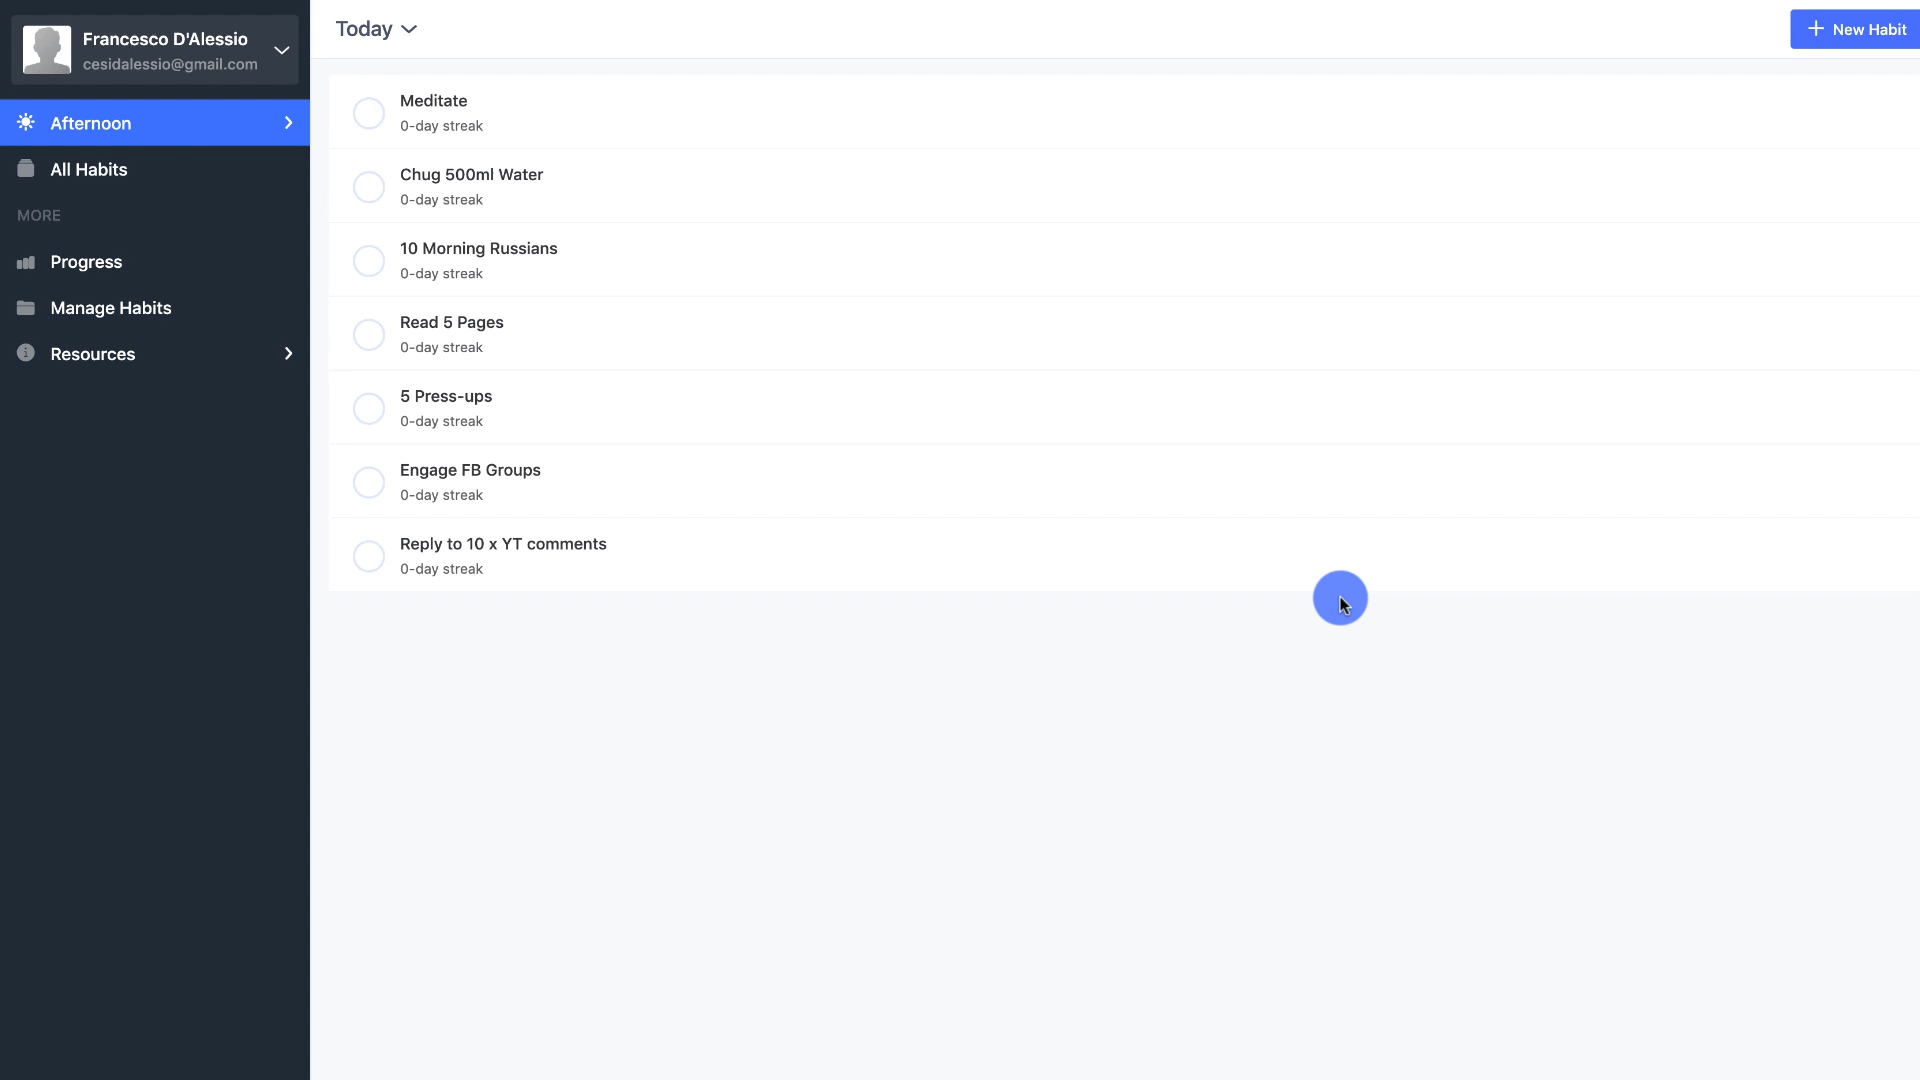 Francesco D'Alessio
cesidalessio@gmail.com
Afternoon
All Habits
MORE
Progress
Manage Habits
Resources
Today
New Habit
Meditate
0-day streak
Chug 500ml Water
0-day streak
10 Morning Russians
0-day streak
Read 5 Pages
0-day streak
5 Press-ups
0-day streak
Engage FB Groups
0-day streak
Reply to 10 x YT comments
0-day streak